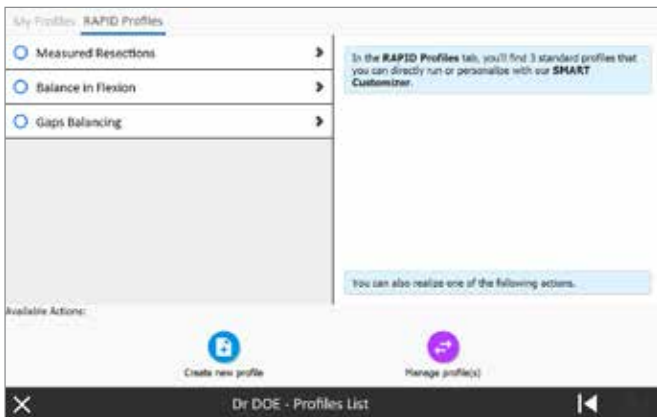 My Profiles RAPID Profiles
Measured Resections
Balance in Flexion
Gaps Balancing
In the RAPID Profiles tab, you'll find 3 standard profiles that
you can directly run or personalize with our SMART
Customizer.
You can also realize one of the following actions.
Available Actions:
Create new profile
Manage profile(s)
Dr DOE - Profiles List